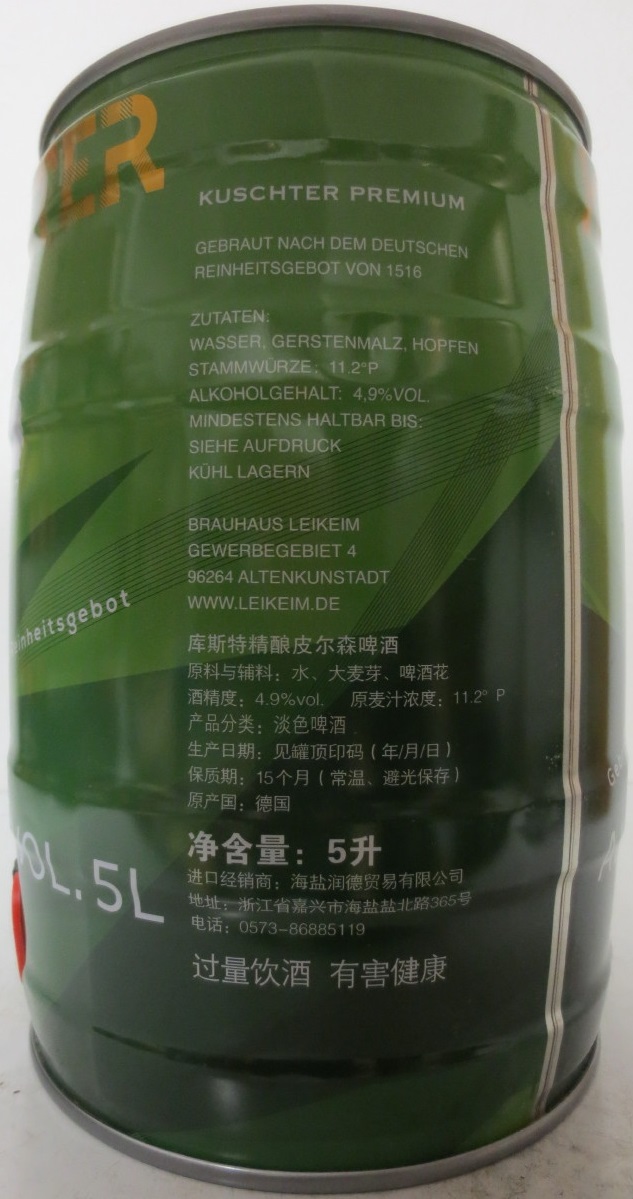 TER
KUSCHTER PREMIUM
GEBRAUT NACH DEM DEUTSCHEN
REINHEITSGEBOT VON 1516
ZUTATEN:
WASSER, GERSTENMALZ, HOPFEN
STAMMWÜRZE: 11.2°P
ALKOHOLGEHALT: 4,9%VOL.
MINDESTENS HALTBAR BIS:
SIEHE AUFDRUCK
KÜHL LAGERN
BRAUHAUS LEIKEIM
GEWERBEGEBIET 4
96264 ALTENKUNSTADT
WWW.LEIKEIM.DE
einheitsgebot
库斯特精酿皮尔森啤酒
原料与辅料：水、大麦芽、啤酒花
酒精度：4.9%vol. 原麦汁浓度：11.2° P
产品分类：淡色啤酒
生产日期：见罐顶印码（年/月/日）
保质期：15个月（常温、避光保存）
原产国：德国
净含量：5升
VOL. 5L
进口经销商：海盐润德贸易有限公司
地址：浙江省嘉兴市海盐盐北路365号
电话：0573-86885119
过量饮酒 有害健康